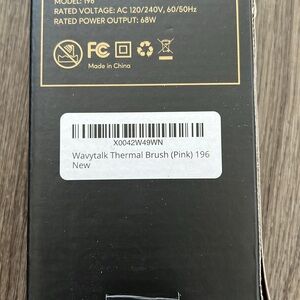 MODEL: 196
RATED VOLTAGE: AC 120/240V, 60/50Hz
RATED POWER OUTPUT: 68W
FC
Made in China
X0042W49WN
Wavytalk Thermal Brush (Pink) 196
New